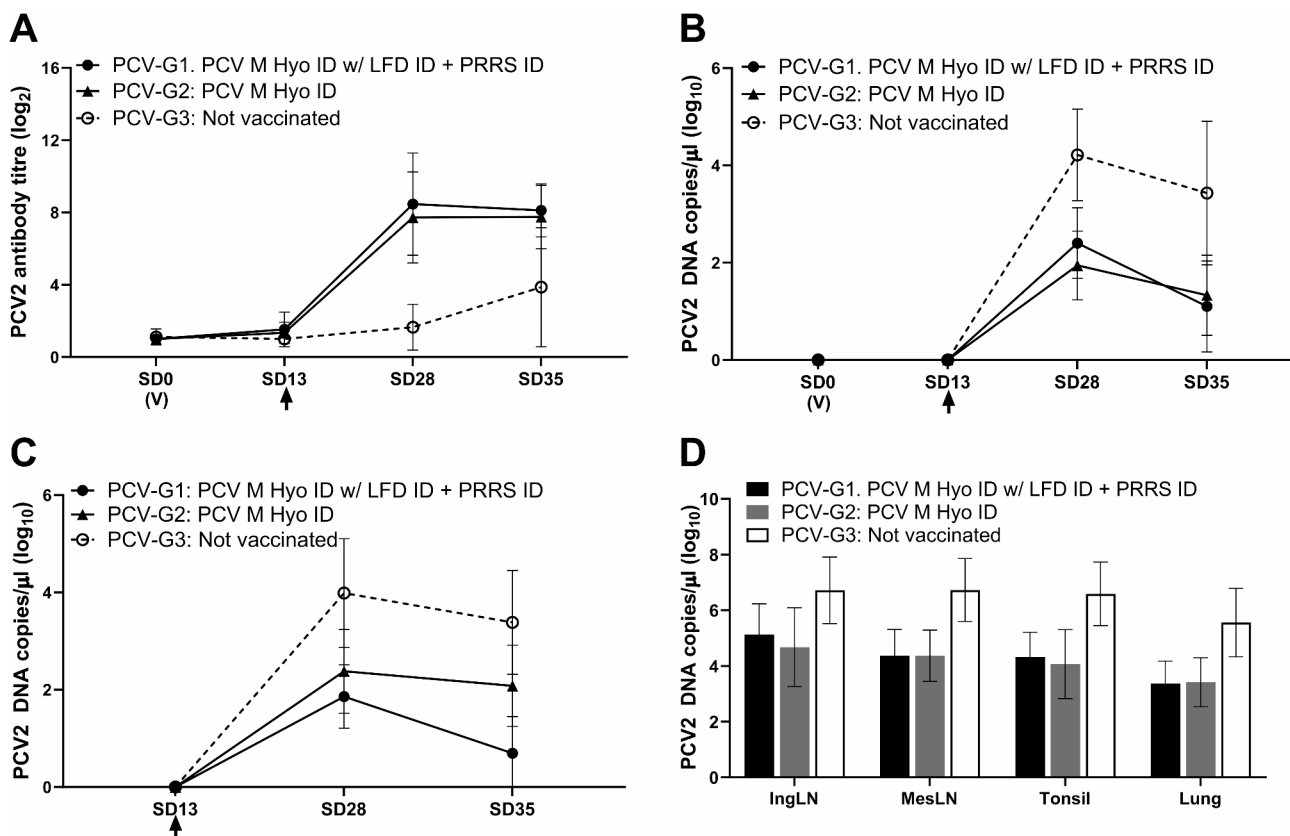 A
PCV-G1. PCV M Hyo ID w/ LFD ID + PRRS ID
PCV-G2: PCV M Hyo ID
PCV-G3: Not vaccinated
PCV2 antibody titre (log2)
16
12
8
4
0
SD0 SD13 SD28 SD35
(V)
B
PCV-G1. PCV M Hyo ID w/ LFD ID + PRRS ID
PCV-G2: PCV M Hyo ID
PCV-G3: Not vaccinated
PCV2 DNA copies/µl (log10)
6
4
2
0
SD0 SD13 SD28 SD35
(V)
C
PCV-G1: PCV M Hyo ID w/ LFD ID + PRRS ID
PCV-G2: PCV M Hyo ID
PCV-G3: Not vaccinated
PCV2 DNA copies/µl (log10)
6
4
2
0
SD13 SD28 SD35
D
PCV-G1. PCV M Hyo ID w/ LFD ID + PRRS ID
PCV-G2: PCV M Hyo ID
PCV-G3: Not vaccinated
PCV2 DNA copies/µl (log10)
10
8
6
4
2
0
IngLN MesLN Tonsil Lung